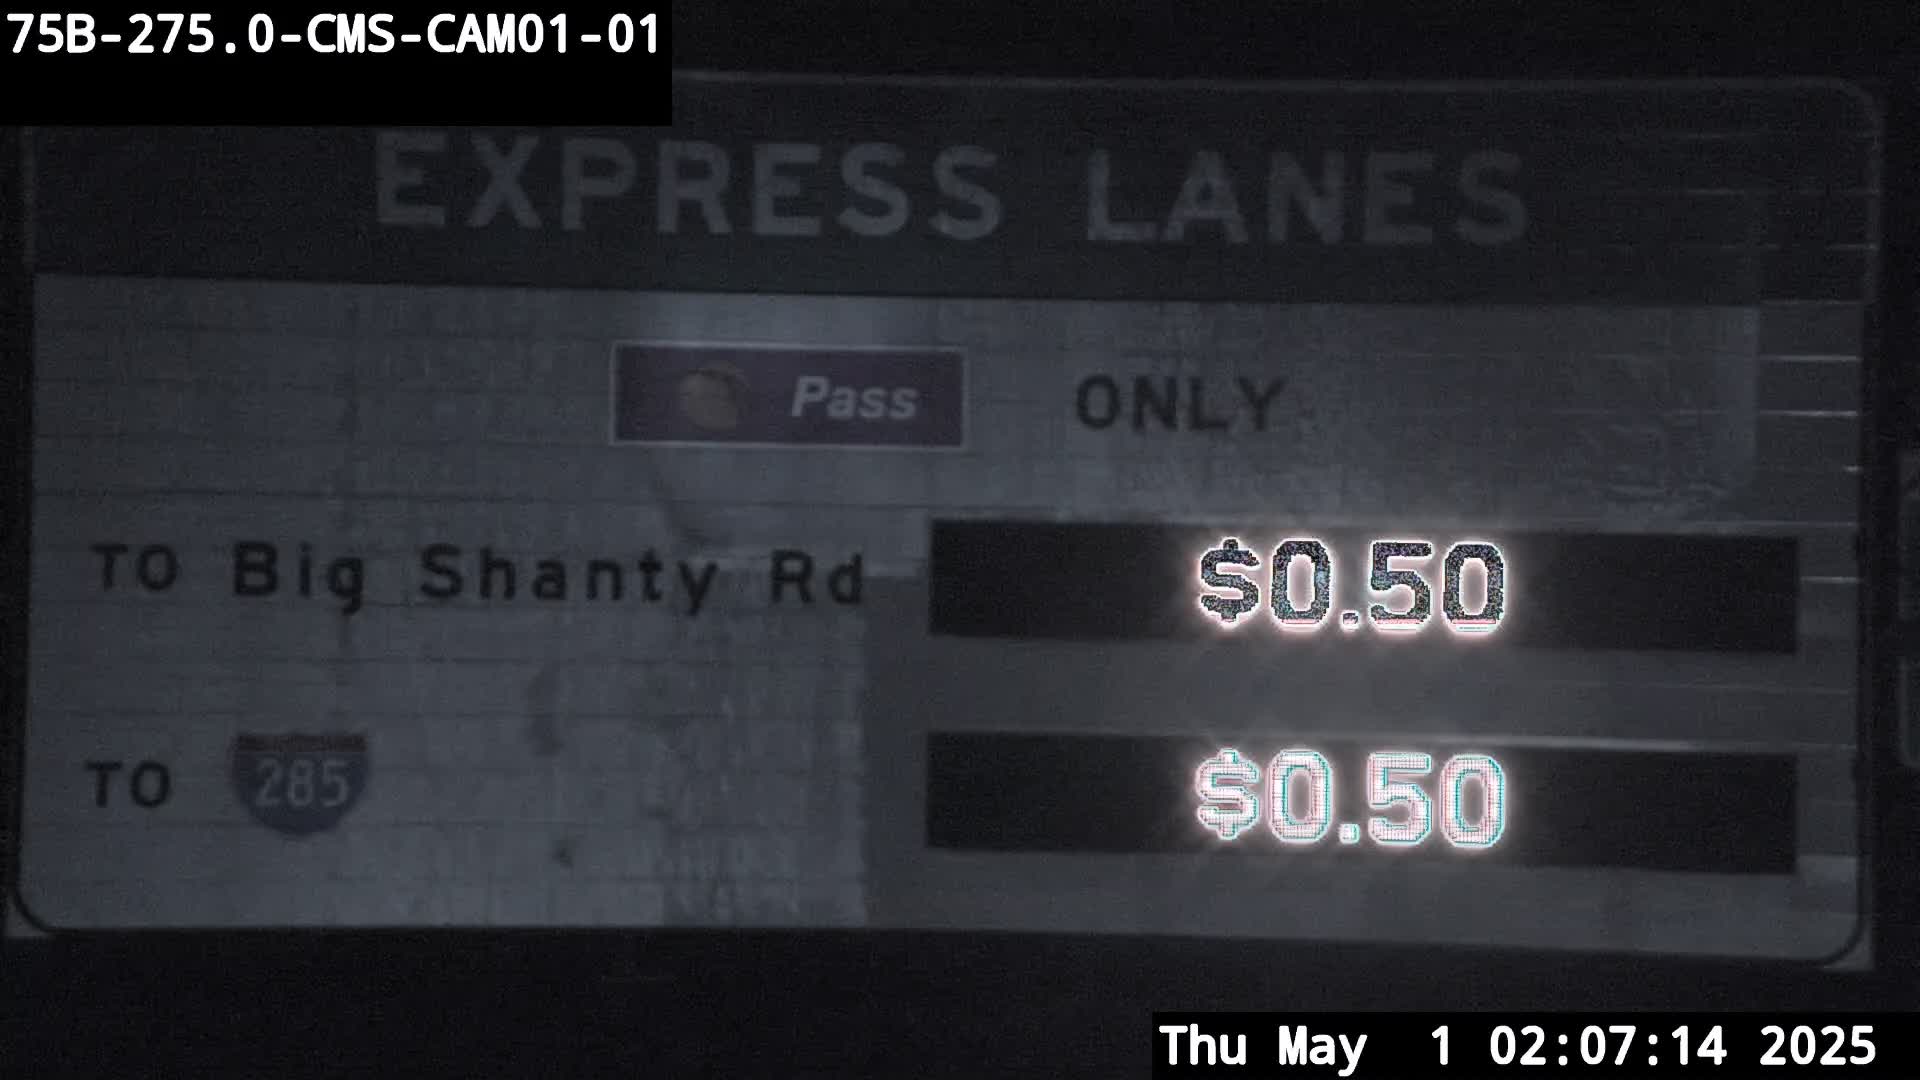 75B-275.0-CMS-CAM01-01
EXPRESS LANES
Pass ONLY
TO Big Shanty Rd $0.50
TO 285 $0.50
Thu May 1 02:07:14 2025